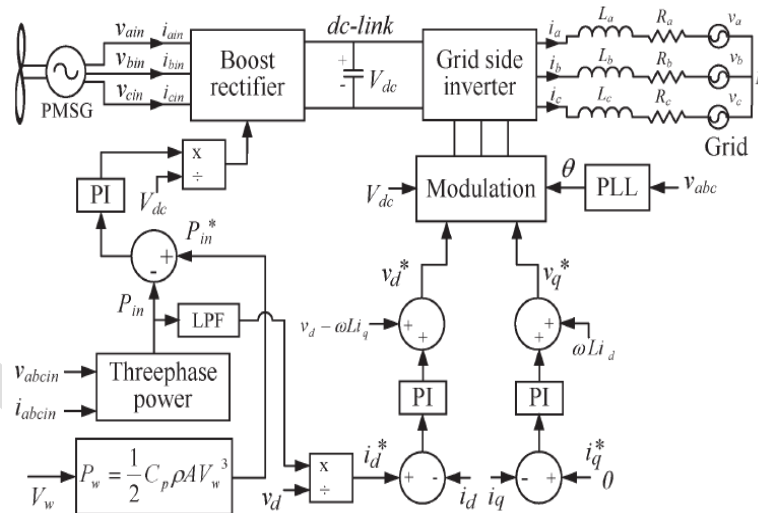 v_ain i_ain
v_bin i_bin
v_cin i_cin
PMSG
Boost rectifier
dc-link
+
-
V_dc
Grid side inverter
i_a L_a R_a v_a
i_b L_b R_b v_b
i_c L_c R_c v_c
Grid
x
÷
V_dc
PI
V_dc
Modulation
θ
PLL
v_abc
P_in*
- +
P_in
LPF
v_d* v_q*
v_d − ωLi_q
+
+
+
+
ωLi_d
v_abcin
i_abcin
Threephase power
PI
PI
V_w
P_w = 1/2 C_p ρAV_w^3
x
÷
v_d
i_d*
+ -
i_d
i_q
- +
i_q*
0